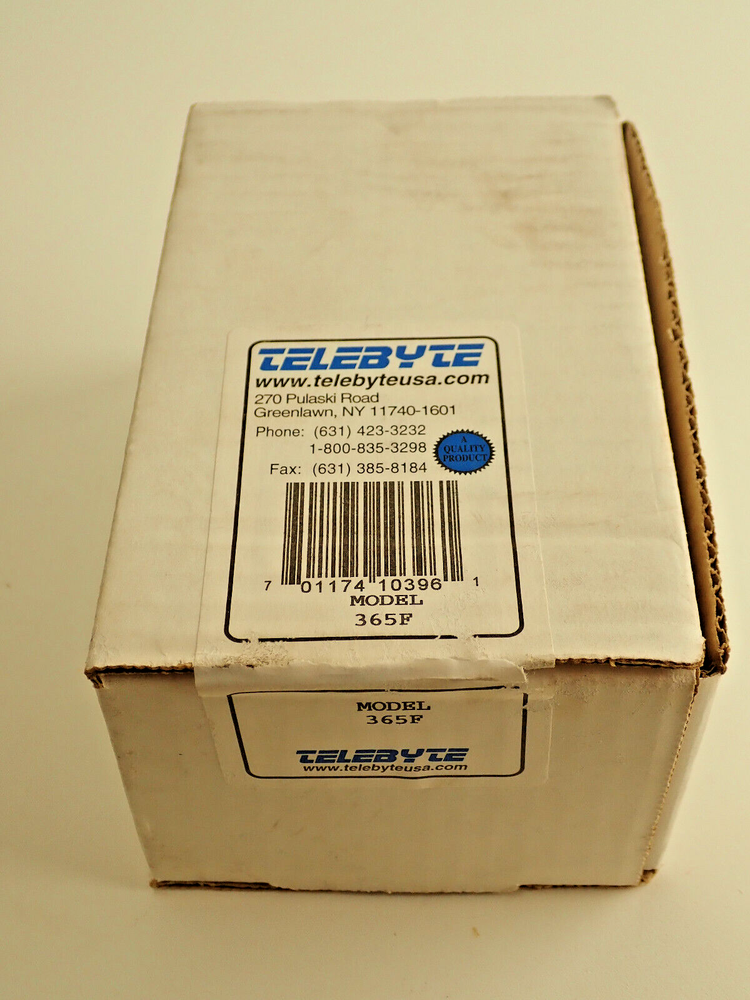 TELEBYTE
www.telebyteusa.com
270 Pulaski Road
Greenlawn, NY 11740-1601
Phone: (631) 423-3232
1-800-835-3298
Fax: (631) 385-8184
A
QUALITY
PRODUCT
7 01174 10396 1
MODEL
365F
MODEL
365F
TELEBYTE
www.telebyteusa.com